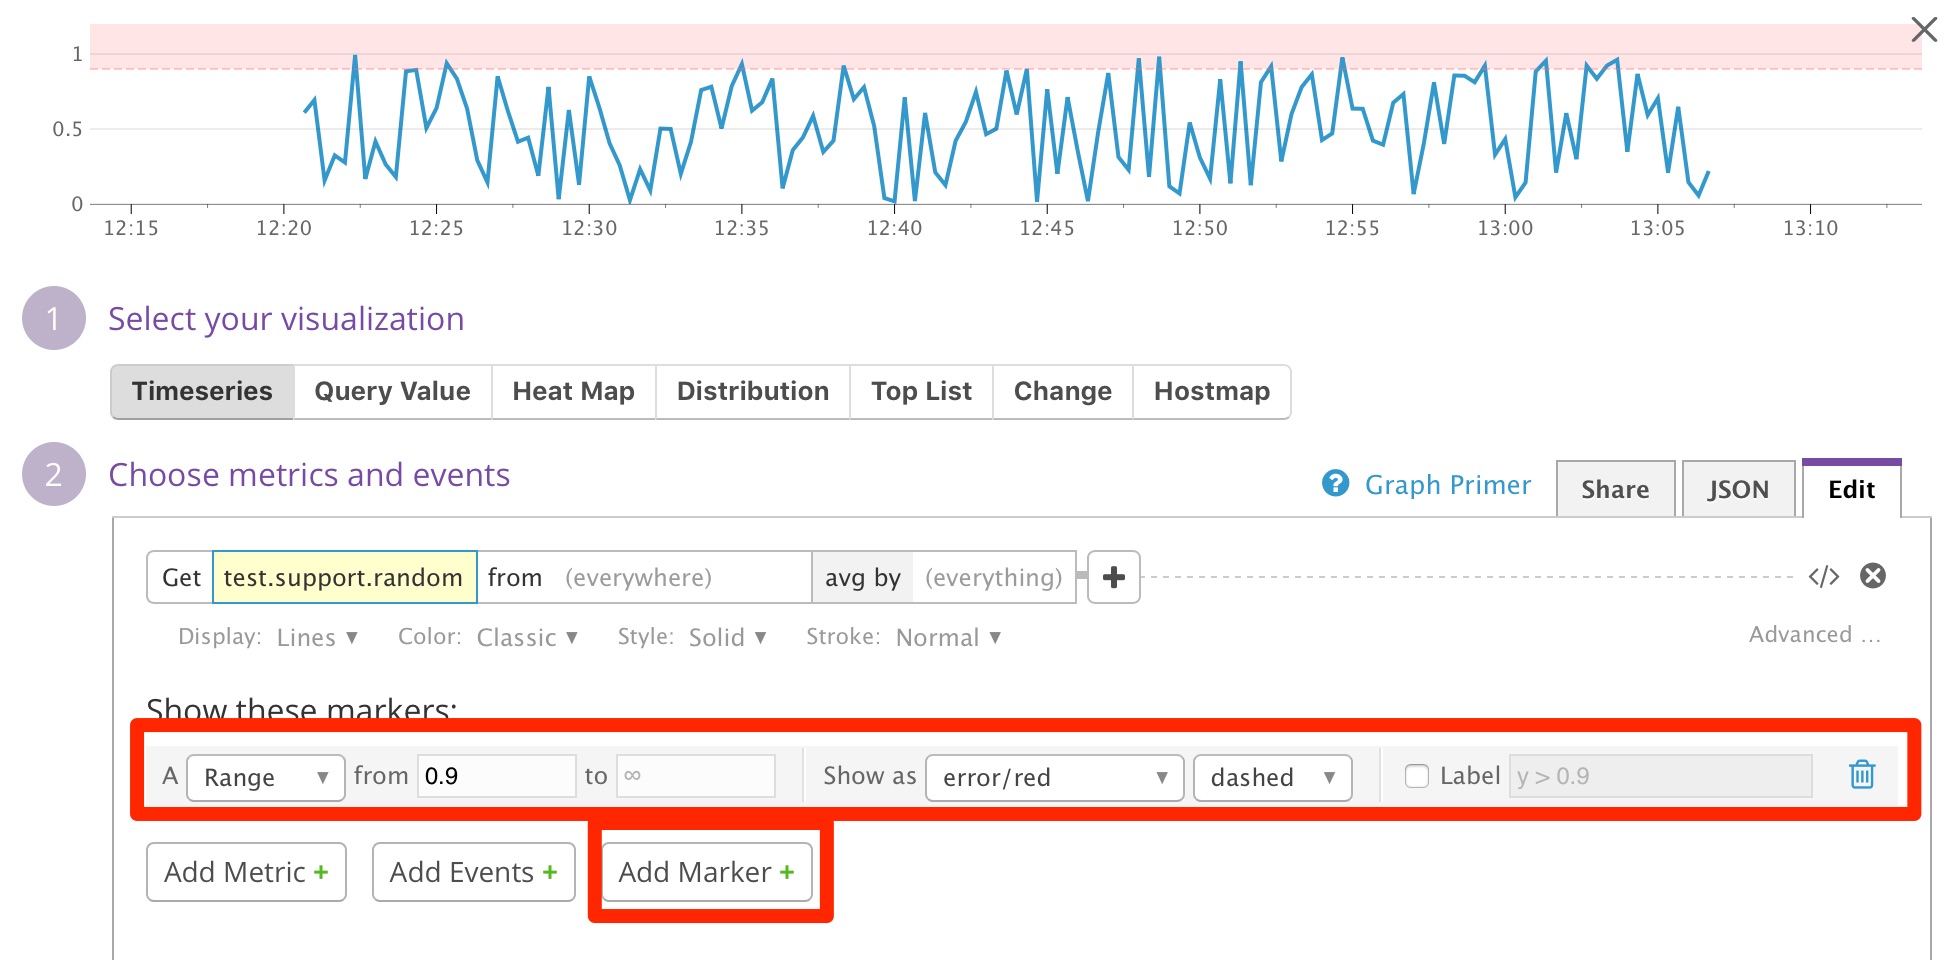 1
0.5
0
12:15 12:20 12:25 12:30 12:35 12:40 12:45 12:50 12:55 13:00 13:05 13:10
1 Select your visualization
Timeseries Query Value Heat Map Distribution Top List Change Hostmap
2 Choose metrics and events
? Graph Primer Share JSON Edit
Get test.support.random from (everywhere) avg by (everything) + </>
Display: Lines ▼ Color: Classic ▼ Style: Solid ▼ Stroke: Normal ▼ Advanced ...
Show these markers:
A Range ▼ from 0.9 to ∞ Show as error/red ▼ dashed ▼ Label y > 0.9
Add Metric + Add Events + Add Marker +